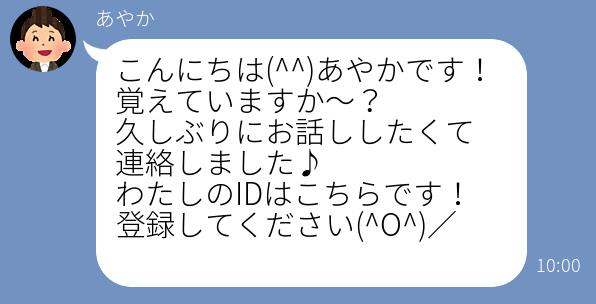 あやか
こんにちは(^^)あやかです！
覚えていますか～？
久しぶりにお話ししたくて
連絡しました♪
わたしのIDはこちらです！
登録してください(^O^)／
10:00